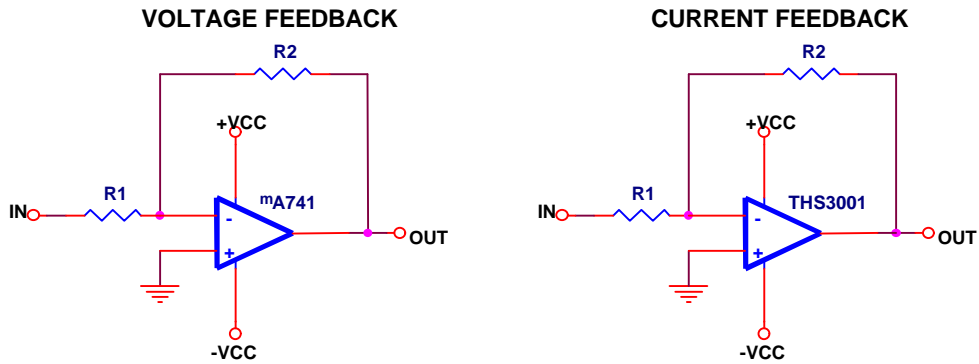 VOLTAGE FEEDBACK
R2
+VCC
R1
mA741
IN
-
+
OUT
-VCC
CURRENT FEEDBACK
R2
+VCC
R1
THS3001
IN
-
+
OUT
-VCC